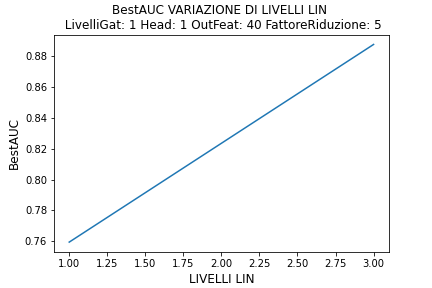 BestAUC VARIAZIONE DI LIVELLI LIN
LivelliGat: 1 Head: 1 OutFeat: 40 FattoreRiduzione: 5
BestAUC
0.88
0.86
0.84
0.82
0.80
0.78
0.76
1.00 1.25 1.50 1.75 2.00 2.25 2.50 2.75 3.00
LIVELLI LIN